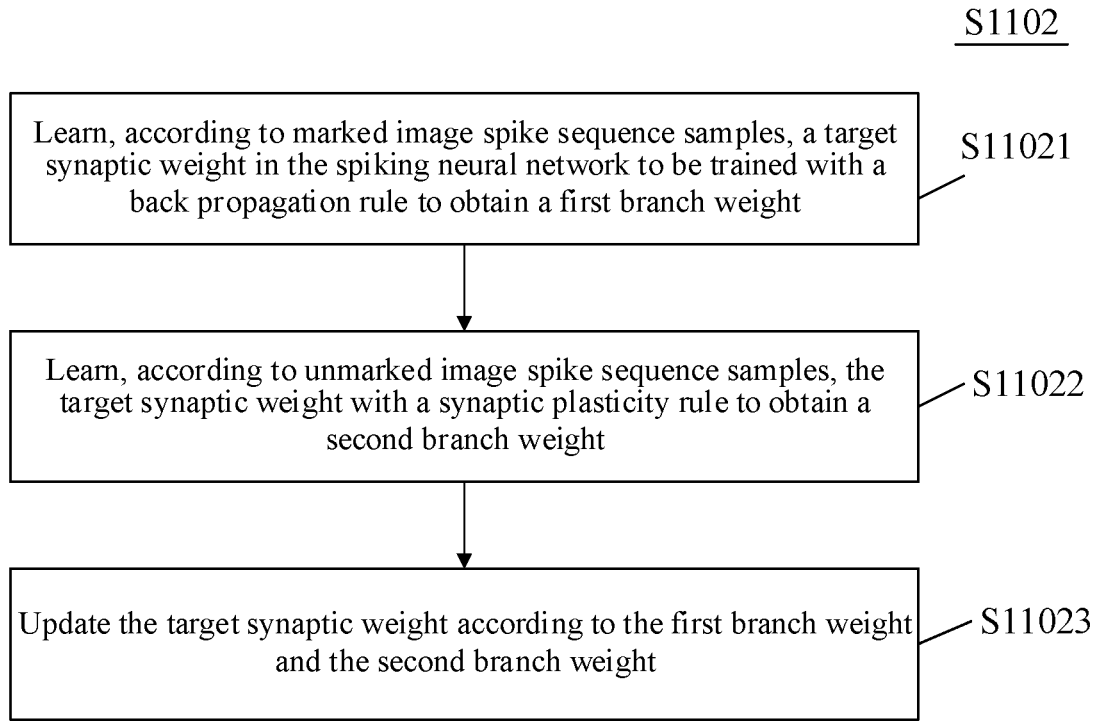 S1102
Learn, according to marked image spike sequence samples, a target
synaptic weight in the spiking neural network to be trained with a
back propagation rule to obtain a first branch weight
S11021
Learn, according to unmarked image spike sequence samples, the
target synaptic weight with a synaptic plasticity rule to obtain a
second branch weight
S11022
Update the target synaptic weight according to the first branch weight
and the second branch weight
S11023